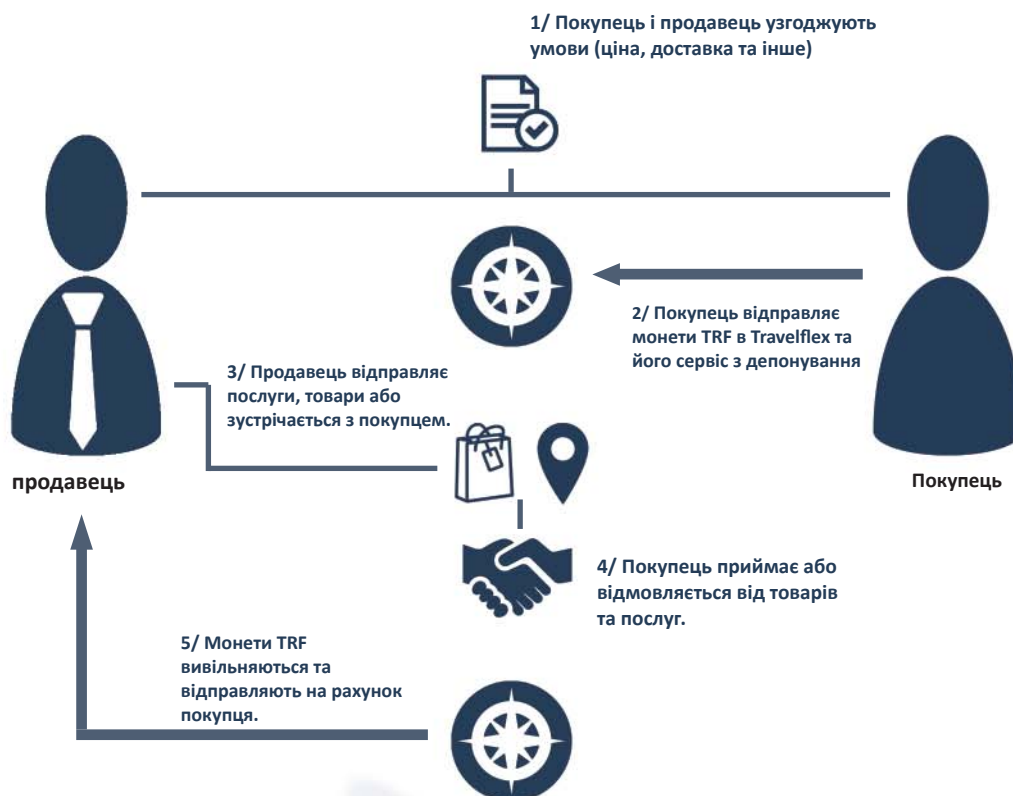 1/ Покупець і продавець узгоджують
умови (ціна, доставка та інше)
2/ Покупець відправляє
монети TRF в Travelflex та
його сервіс з депонування
3/ Продавець відправляє
послуги, товари або
зустрічається з покупцем.
продавець
Покупець
4/ Покупець приймає або
відмовляється від товарів
та послуг.
5/ Монети TRF
вивільняються та
відправляють на рахунок
покупця.